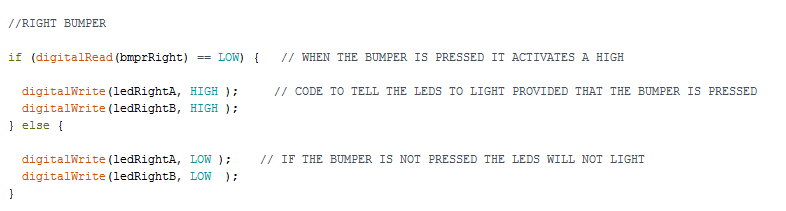 //RIGHT BUMPER
if (digitalRead(bmprRight) == LOW) {   // WHEN THE BUMPER IS PRESSED IT ACTIVATES A HIGH
  digitalWrite(ledRightA, HIGH );     // CODE TO TELL THE LEDS TO LIGHT PROVIDED THAT THE BUMPER IS PRESSED
  digitalWrite(ledRightB, HIGH );
} else {
  digitalWrite(ledRightA, LOW );    // IF THE BUMPER IS NOT PRESSED THE LEDS WILL NOT LIGHT
  digitalWrite(ledRightB, LOW  );
}